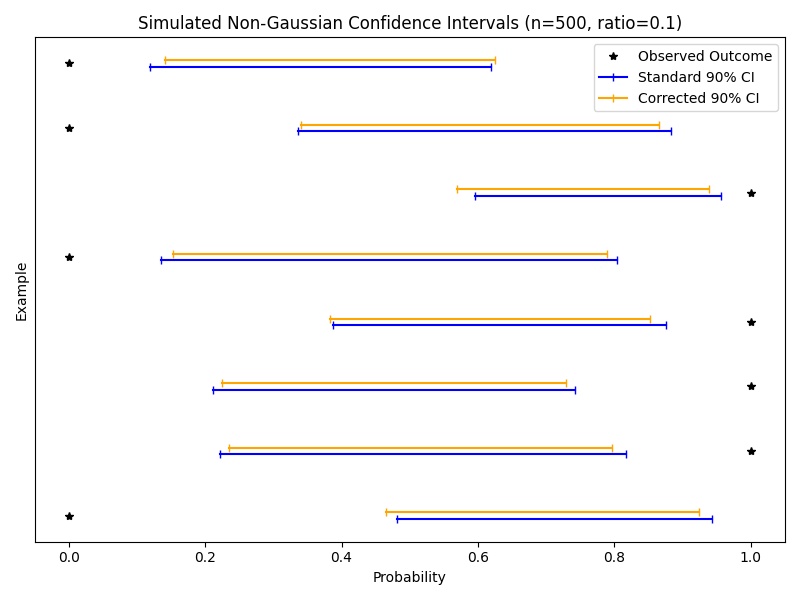 Simulated Non-Gaussian Confidence Intervals (n=500, ratio=0.1)
Observed Outcome
Standard 90% CI
Corrected 90% CI
Example
0.0 0.2 0.4 0.6 0.8 1.0
Probability